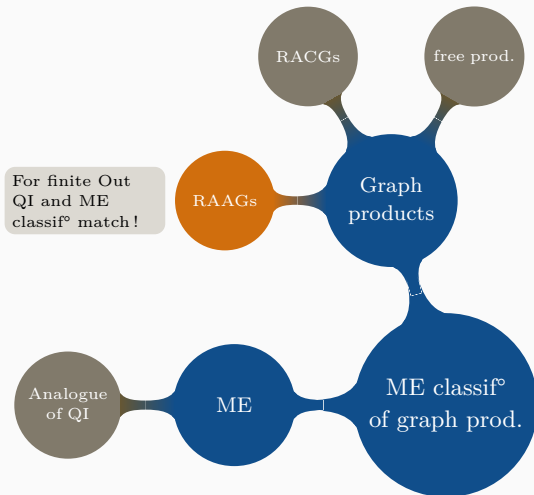 RACGs
free prod.
For finite Out
QI and ME
classif° match !
RAAGs
Graph
products
Analogue
of QI
ME
ME classif°
of graph prod.